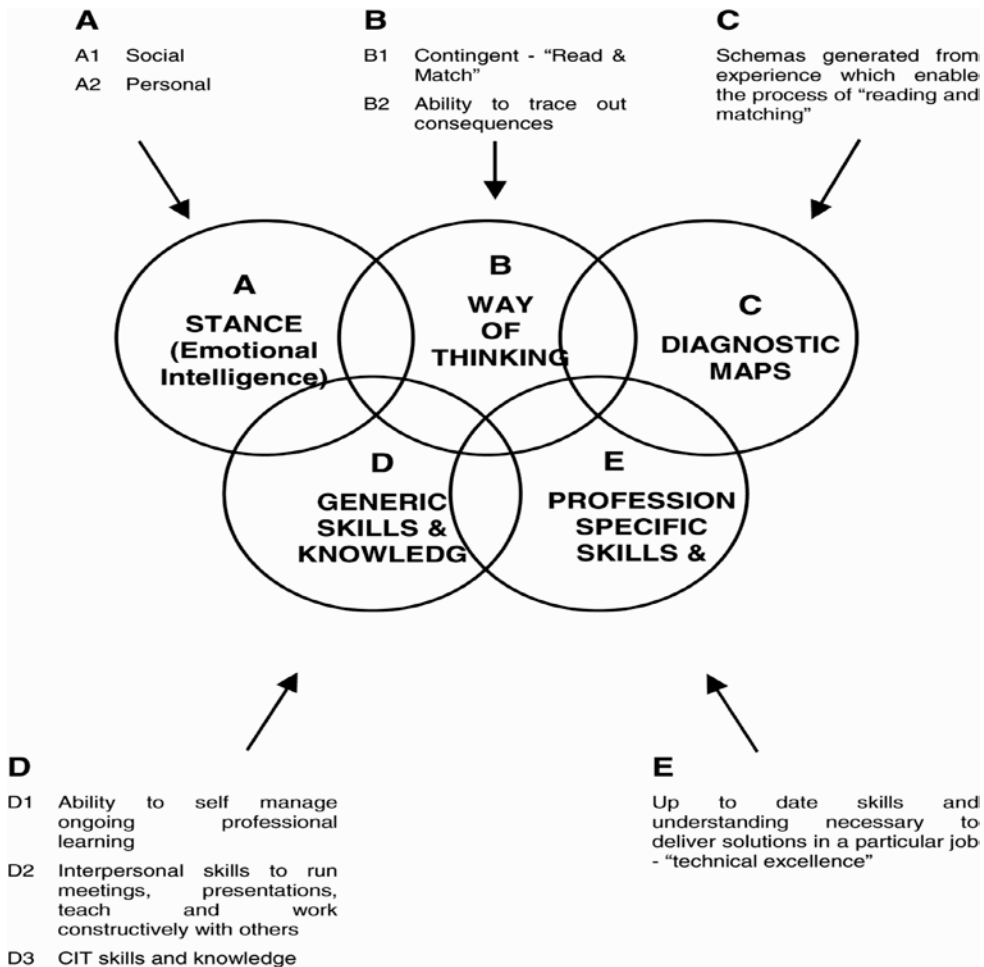 A
A1 Social
A2 Personal
B
B1 Contingent - “Read &
Match”
B2 Ability to trace out
consequences
C
Schemas generated from
experience which enable
the process of “reading and
matching”
A
STANCE
(Emotional
Intelligence)
B
WAY
OF
THINKING
C
DIAGNOSTIC
MAPS
D
GENERIC
SKILLS &
KNOWLEDG
E
PROFESSION
SPECIFIC
SKILLS &
D
D1 Ability to self manage
ongoing professional
learning
D2 Interpersonal skills to run
meetings, presentations,
teach and work
constructively with others
D3 CIT skills and knowledge
E
Up to date skills and
understanding necessary to
deliver solutions in a particular job
- “technical excellence”